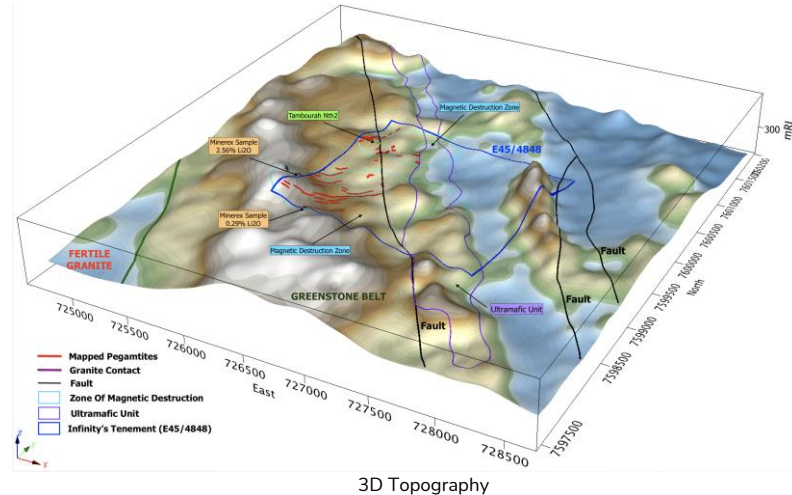 Tambourah Nth2
Magnetic Destruction Zone
300
mRL
Minerex Sample
2.56% Li2O
E45/4848
7601000
7600500
7600000
7599500
North
7599000
7598500
7597500
Minerex Sample
0.29% Li2O
Magnetic Destruction Zone
FERTILE
GRANITE
GREENSTONE BELT
Ultramafic Unit
Fault
Fault
Fault
725000
725500
726000
726500
727000
727500
728000
728500
East
Mapped Pegamtites
Granite Contact
Fault
Zone Of Magnetic Destruction
Ultramafic Unit
Infinity's Tenement (E45/4848)
Z
Y
X
3D Topography